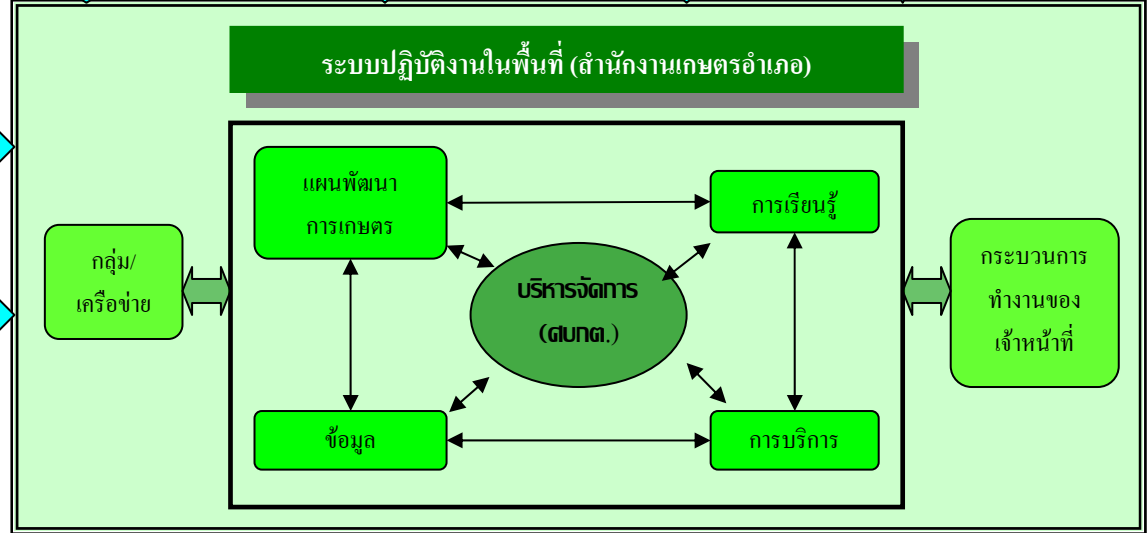 ระบบปฏิบัติงานในพื้นที่ (สำนักงานเกษตรอำเภอ)
แผนพัฒนา
การเกษตร
การเรียนรู้
กลุ่ม/
เครือข่าย
บริหารจัดการ
(ศบกต.)
กระบวนการ
ทำงานของ
เจ้าหน้าที่
ข้อมูล
การบริการ